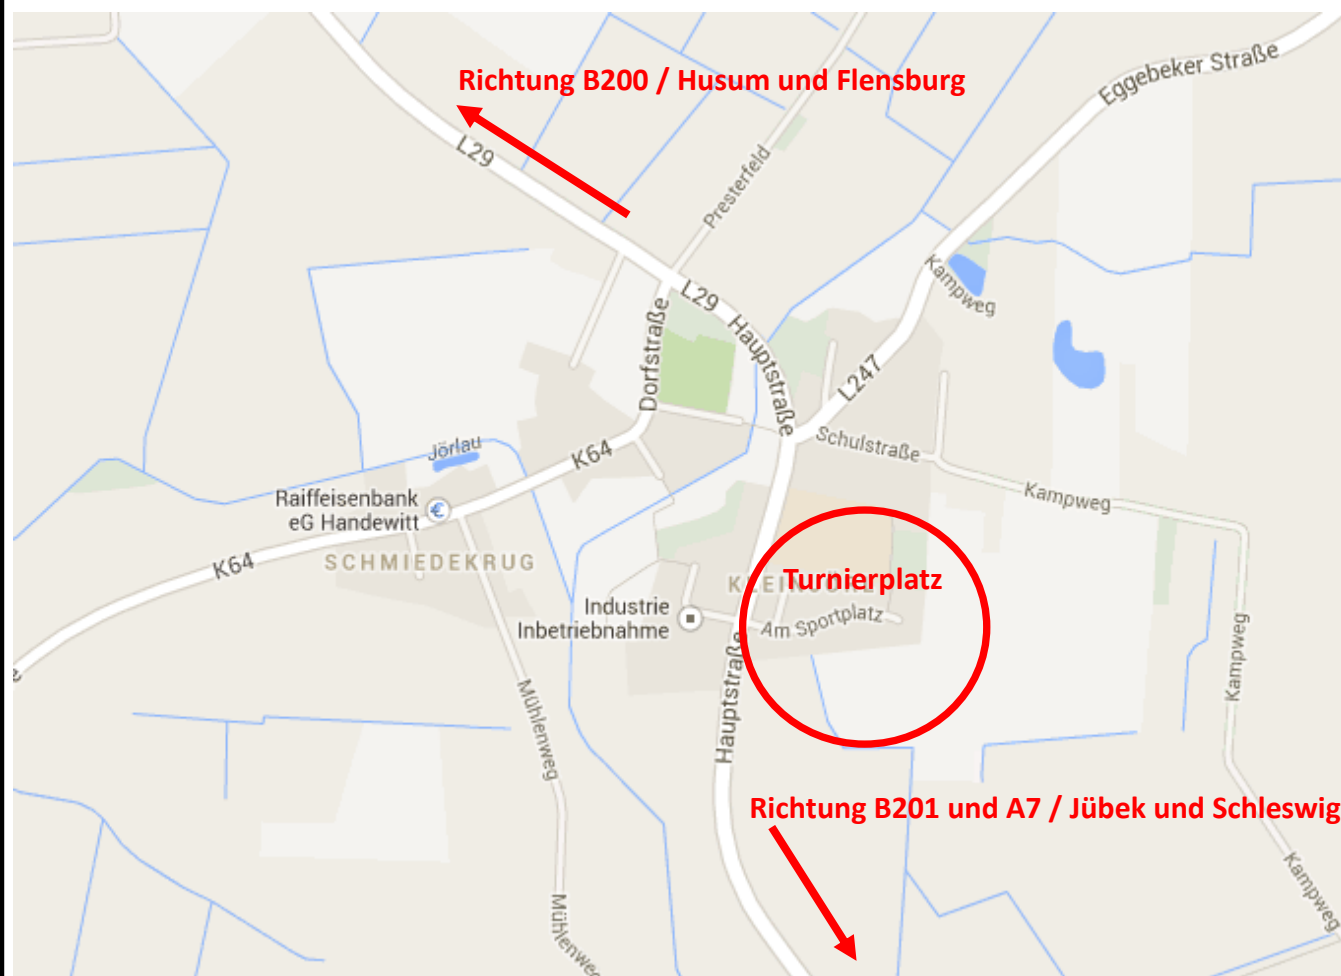 Richtung B200 / Husum und Flensburg
Eggebeker Straße
L29
Presterfeld
Kampweg
L29
Hauptstraße
Dorfstraße
L247
Schulstraße
Jörlau
K64
Kampweg
Raiffeisenbank
eG Handewitt
€
SCHMIEDEKRUG
K64
Turnierplatz
Industrie
Inbetriebnahme
Am Sportplatz
Kampweg
Hauptstraße
Mühlenweg
Richtung B201 und A7 / Jübek und Schleswig
Kampweg
Mühlenweg